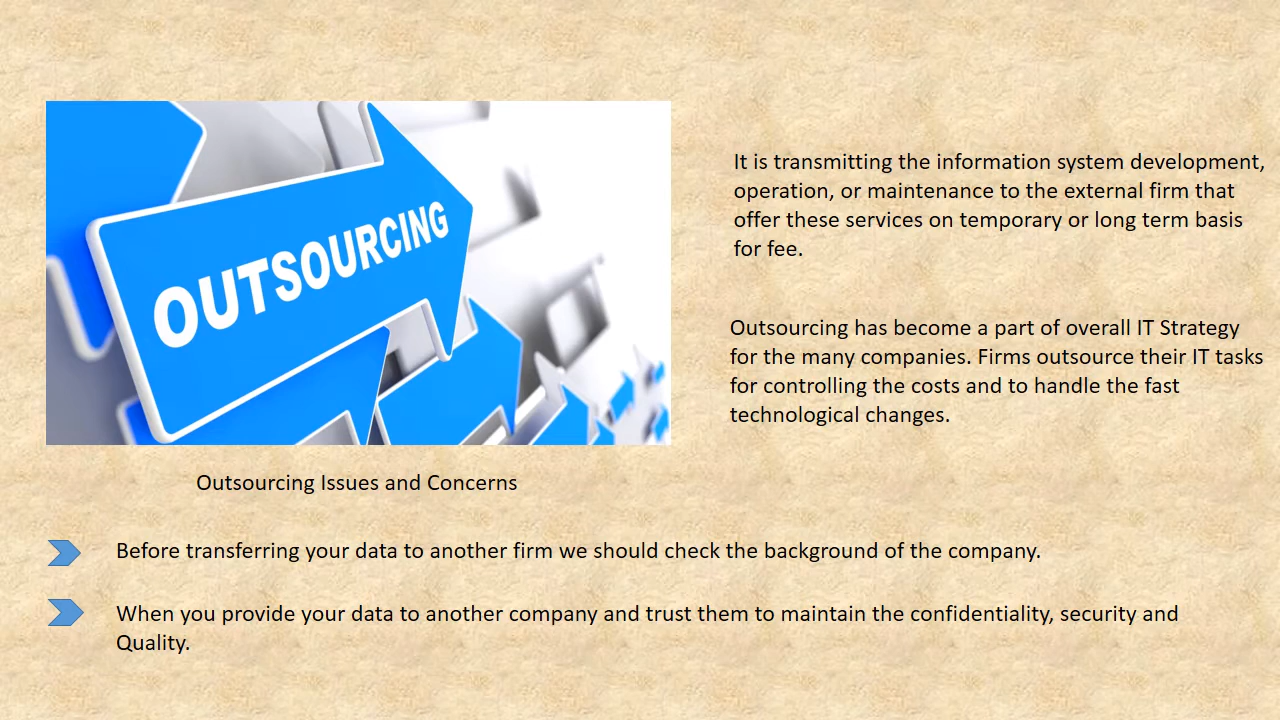 OUTSOURCING
It is transmitting the information system development,
operation, or maintenance to the external firm that
offer these services on temporary or long term basis
for fee.
Outsourcing has become a part of overall IT Strategy
for the many companies. Firms outsource their IT tasks
for controlling the costs and to handle the fast
technological changes.
Outsourcing Issues and Concerns
Before transferring your data to another firm we should check the background of the company.
When you provide your data to another company and trust them to maintain the confidentiality, security and
Quality.